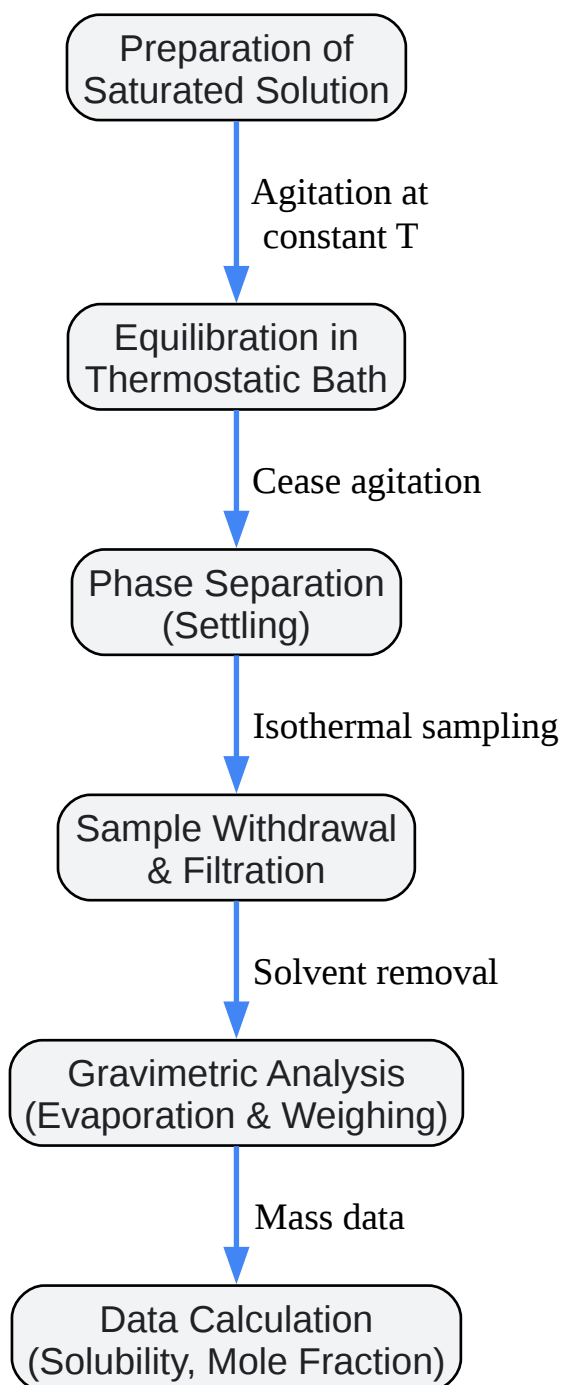 Preparation of
Saturated Solution
Agitation at
constant T
Equilibration in
Thermostatic Bath
Cease agitation
Phase Separation
(Settling)
Isothermal sampling
Sample Withdrawal
& Filtration
Solvent removal
Gravimetric Analysis
(Evaporation & Weighing)
Mass data
Data Calculation
(Solubility, Mole Fraction)